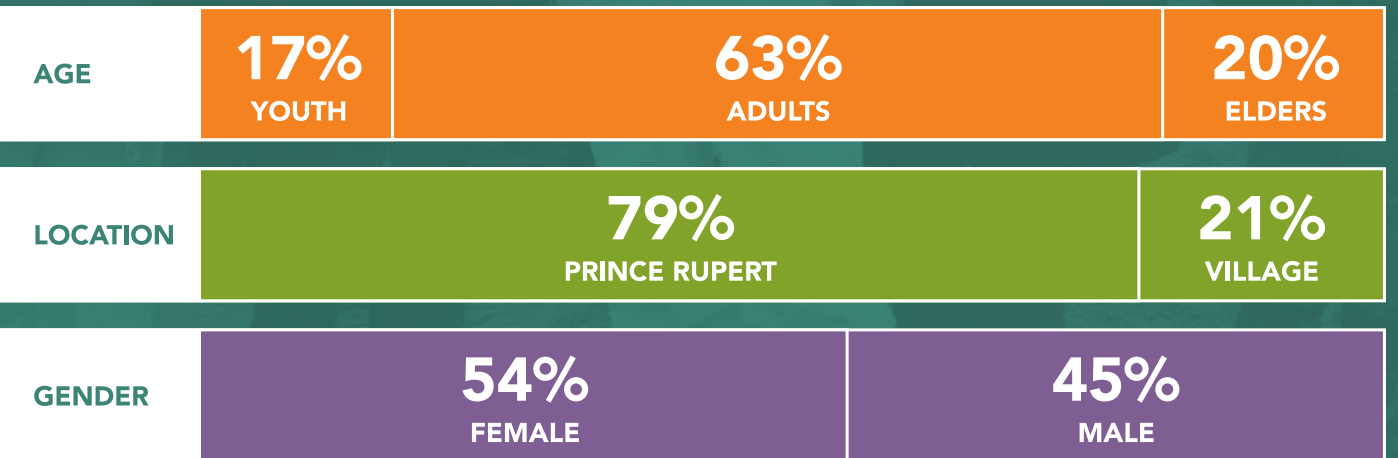 AGE
17% 63% 20%
YOUTH ADULTS ELDERS
LOCATION
79% 21%
PRINCE RUPERT VILLAGE
GENDER
54% 45%
FEMALE MALE